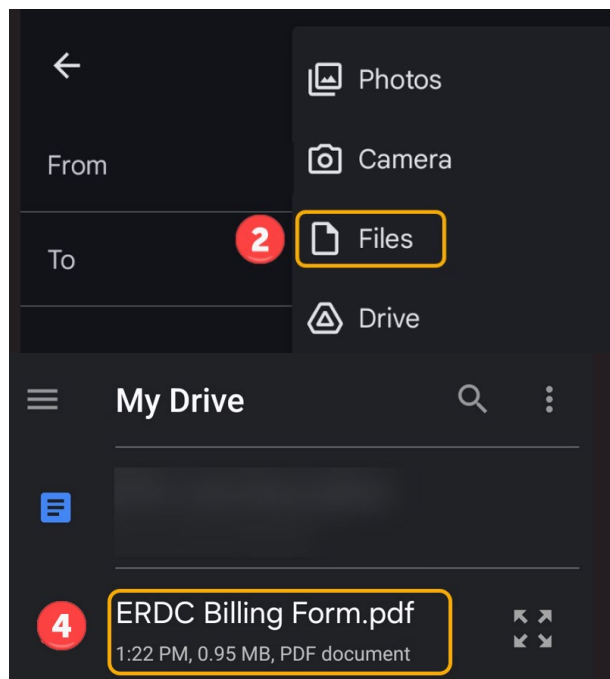 Photos
From
Camera
2
Files
To
Drive
My Drive
4
ERDC Billing Form.pdf
1:22 PM, 0.95 MB, PDF document